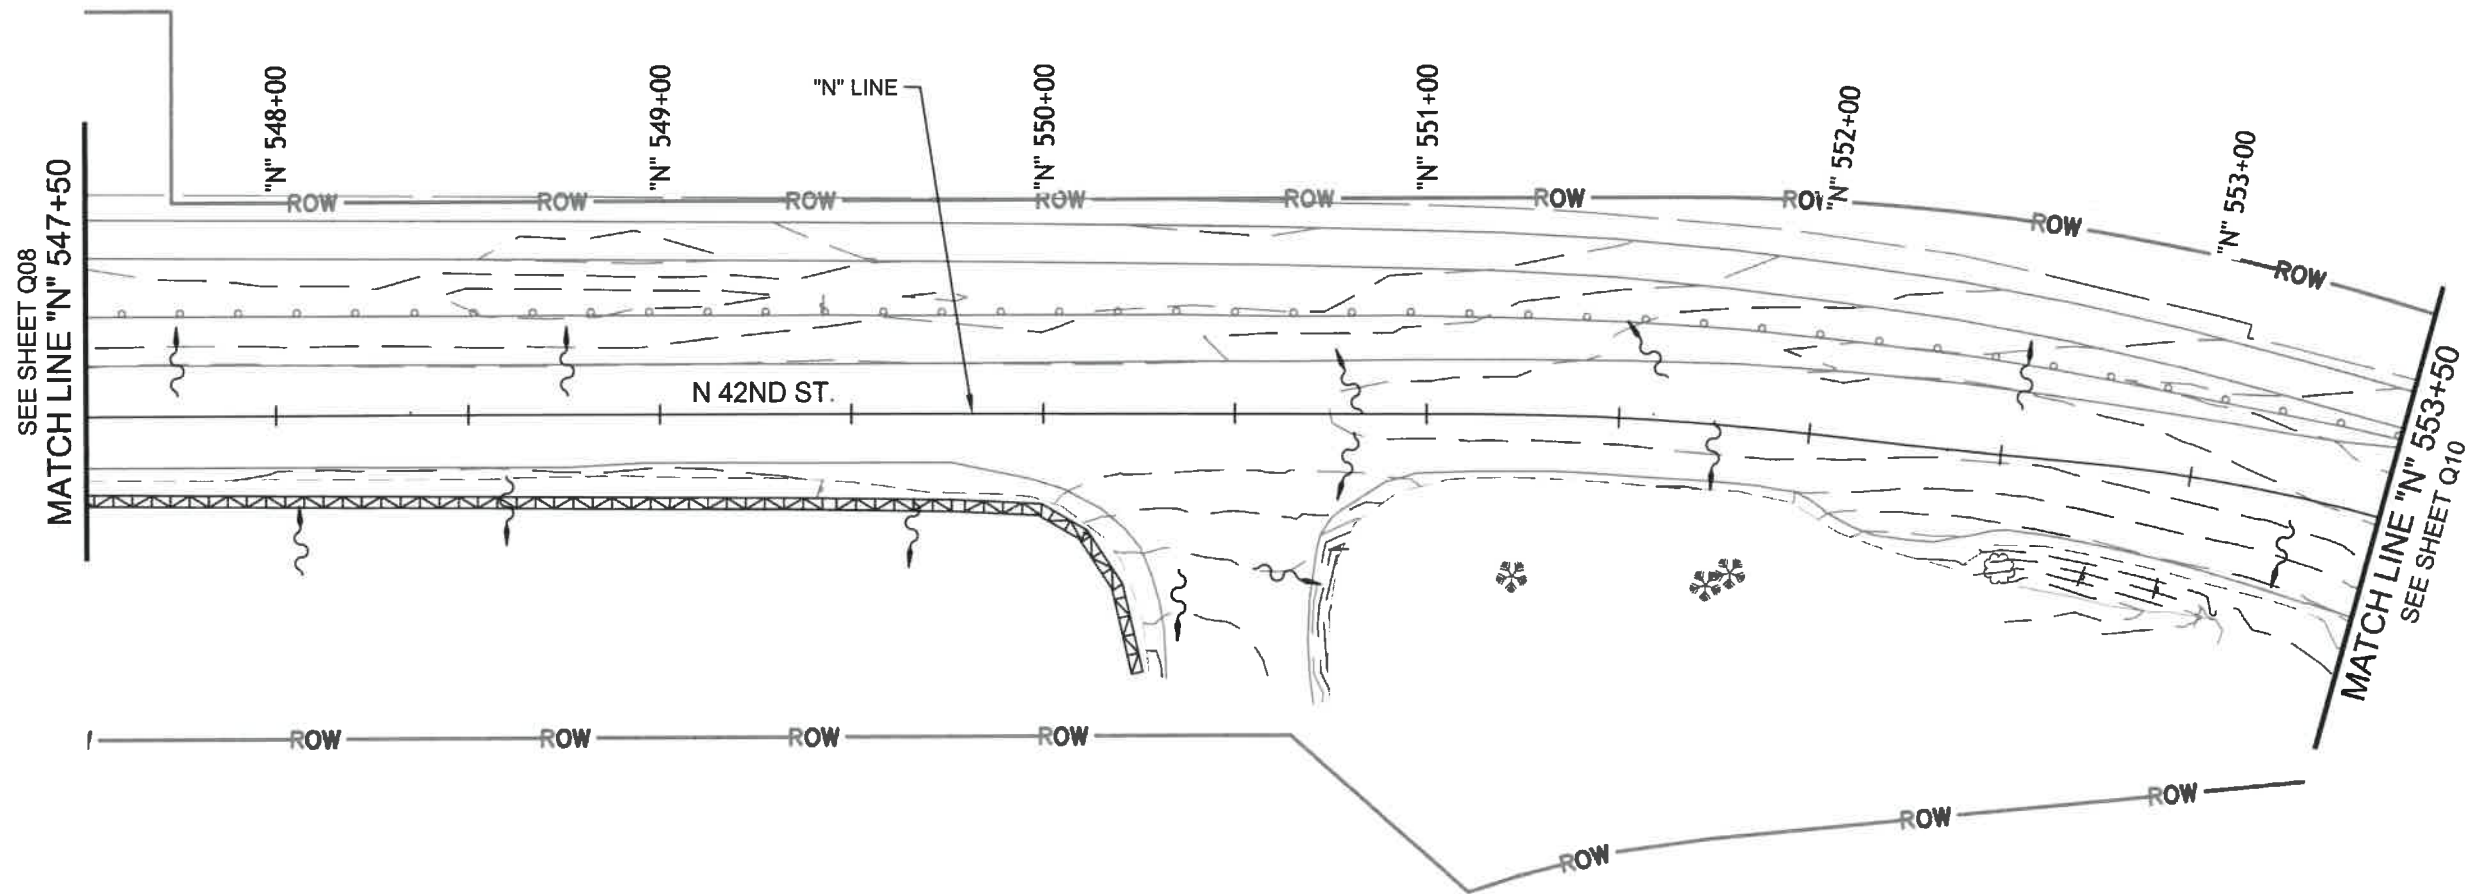 "N" 548+00
"N" 549+00
"N" LINE
"N" 550+00
"N" 551+00
"N" 552+00
"N" 553+00
SEE SHEET Q08
MATCH LINE "N" 547+50
ROW
ROW
ROW
ROW
ROW
ROW
ROW
ROW
ROW
N 42ND ST.
MATCH LINE "N" 553+50
SEE SHEET Q10
ROW
ROW
ROW
ROW
ROW
ROW
ROW